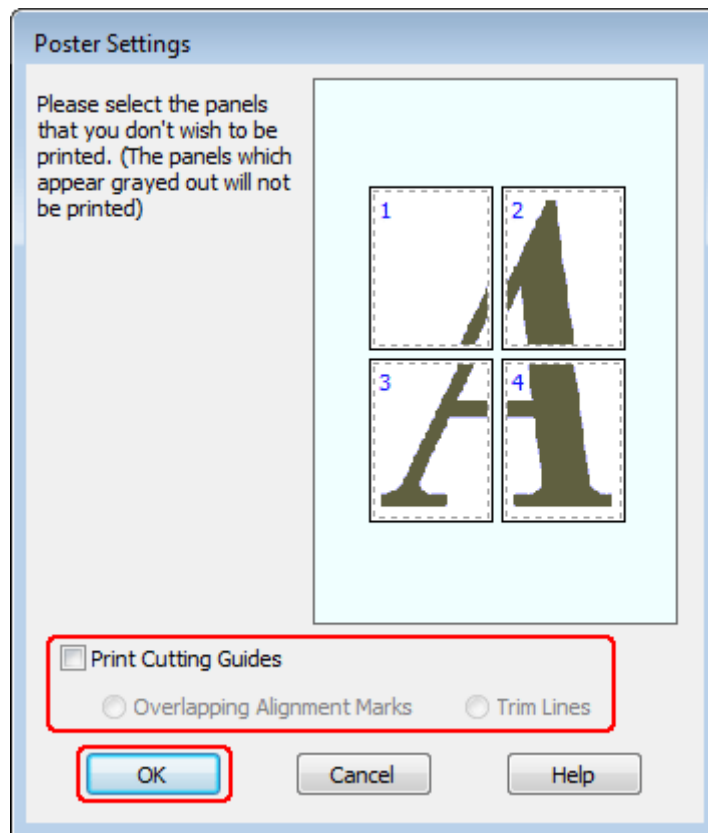 Poster Settings
Please select the panels
that you don't wish to be
printed. (The panels which
appear grayed out will not
be printed)
1
2
3
4
Print Cutting Guides
Overlapping Alignment Marks
Trim Lines
OK
Cancel
Help